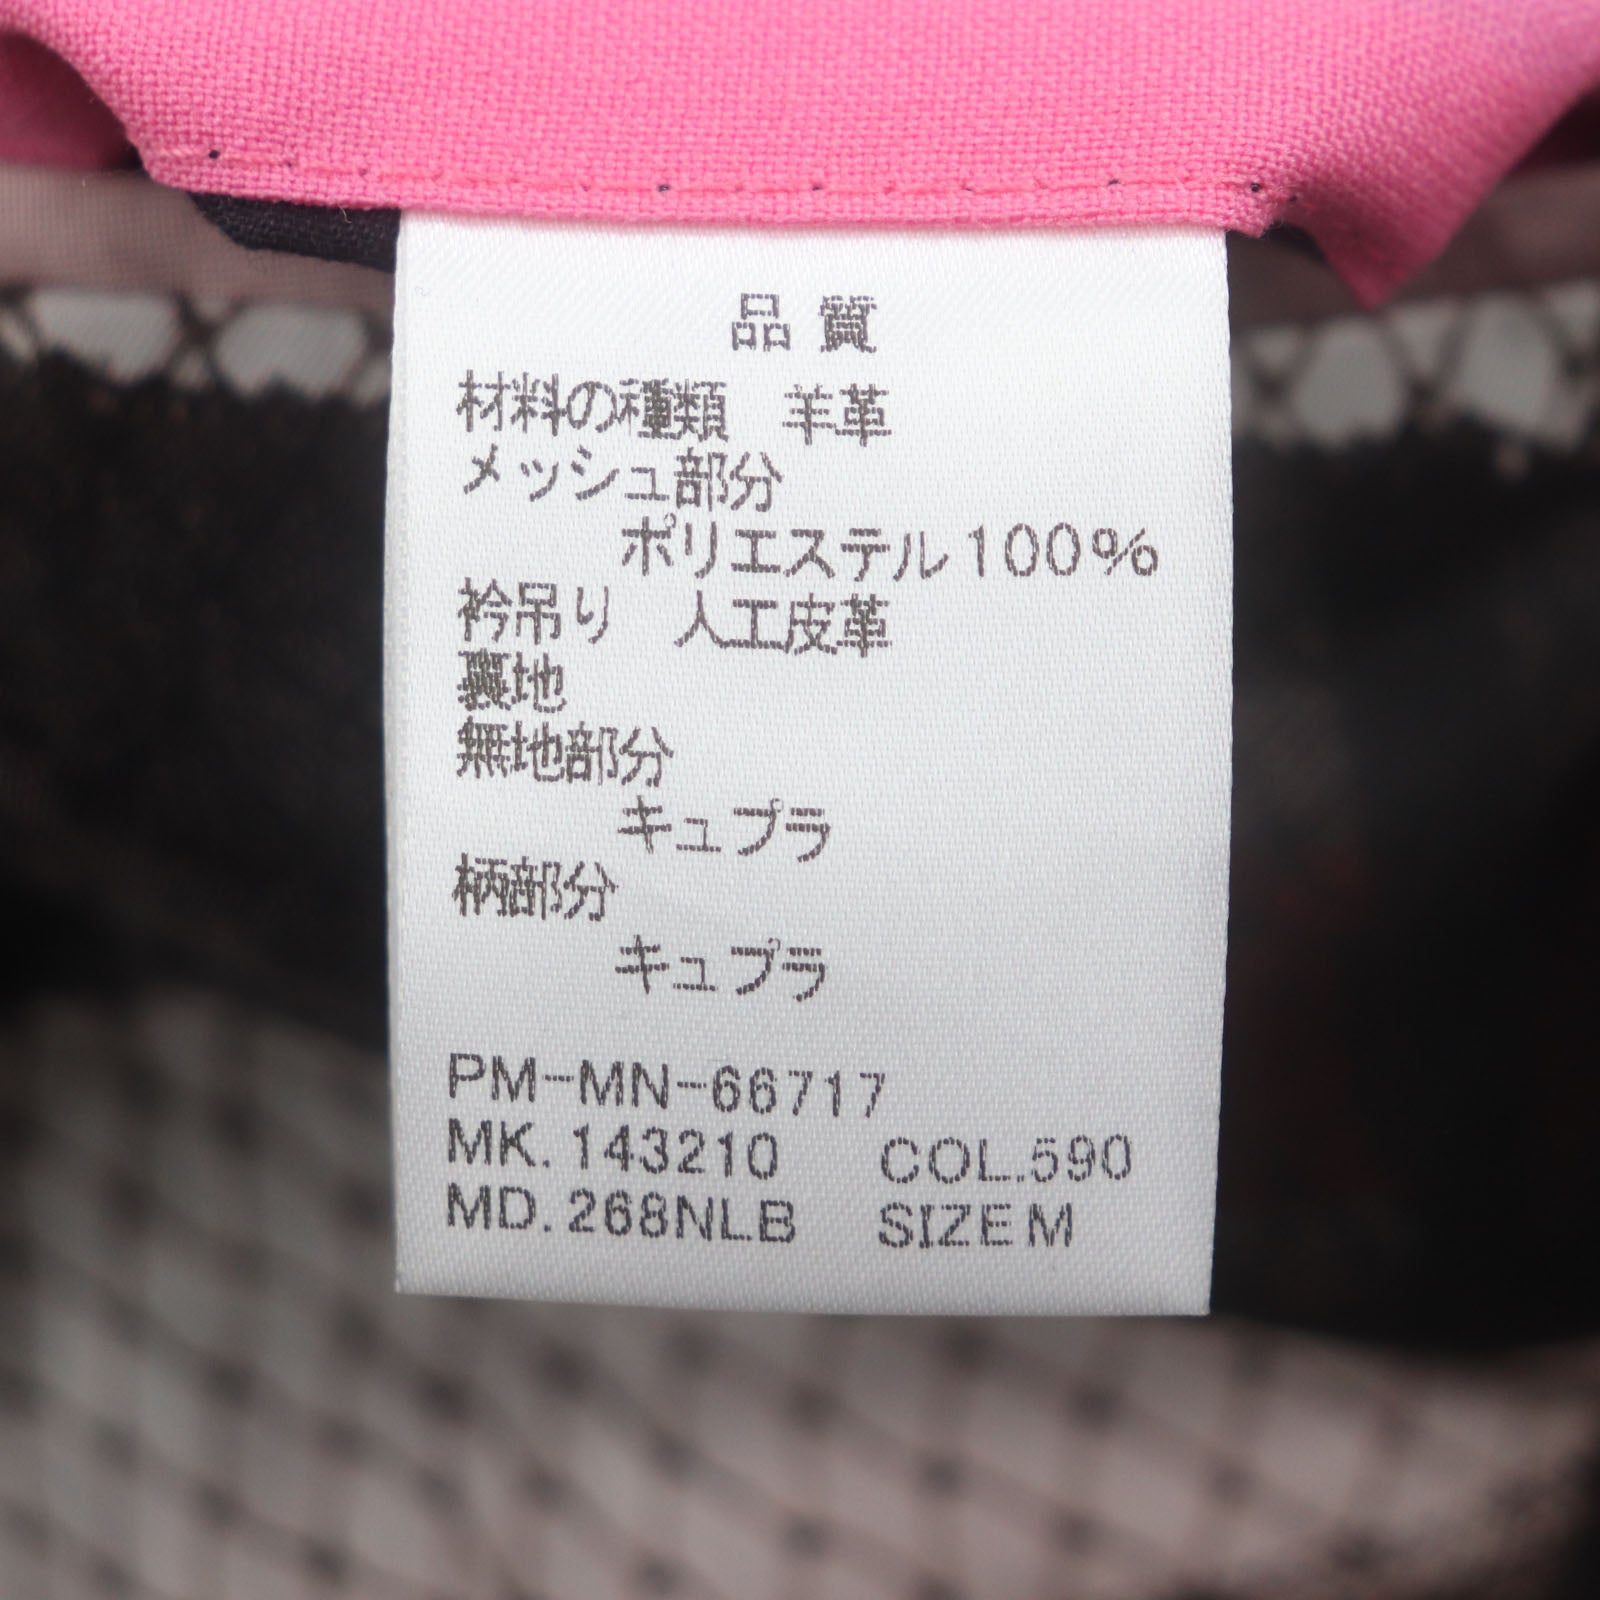 品質
材料の種類　羊革
メッシュ部分
ポリエステル100%
衿吊り　人工皮革
裏地
無地部分
キュプラ
柄部分
キュプラ
PM-MN-66717
MK.143210 COL.590
MD.268NLB SIZE M